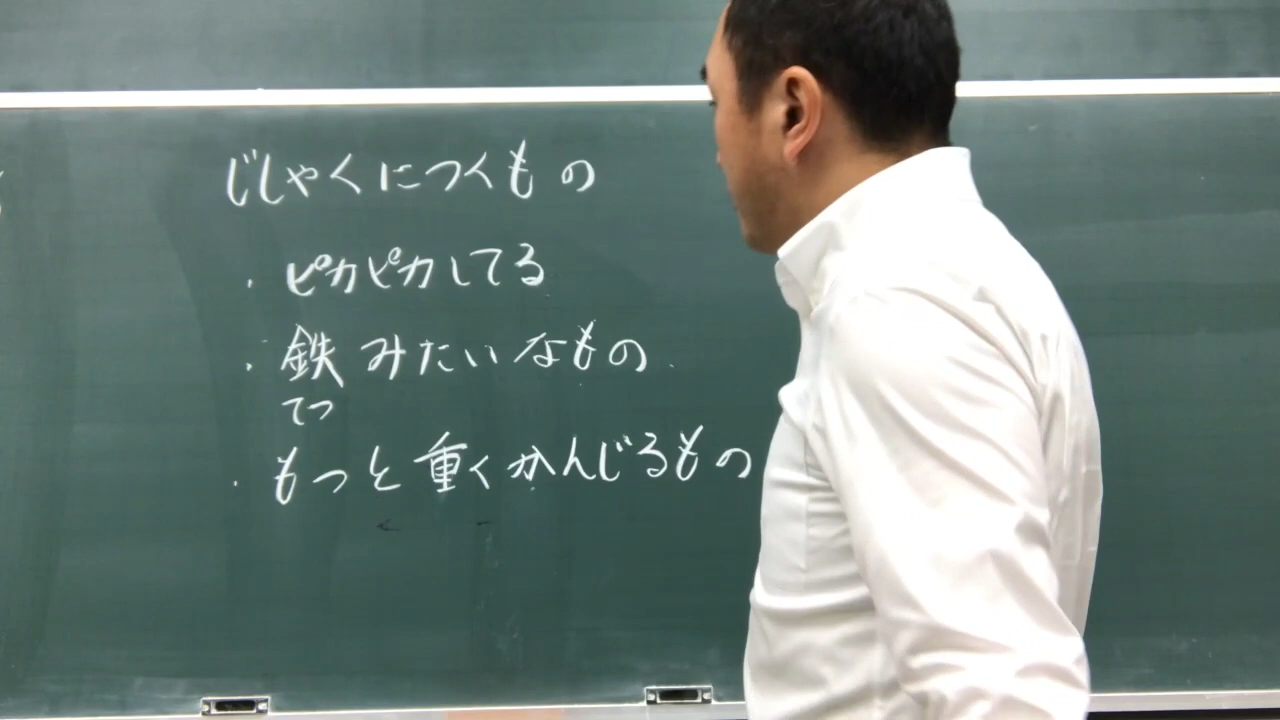 じしゃくにつくもの
・ピカピカしてる
・鉄みたいなもの
てつ
・もっと重くかんじるもの